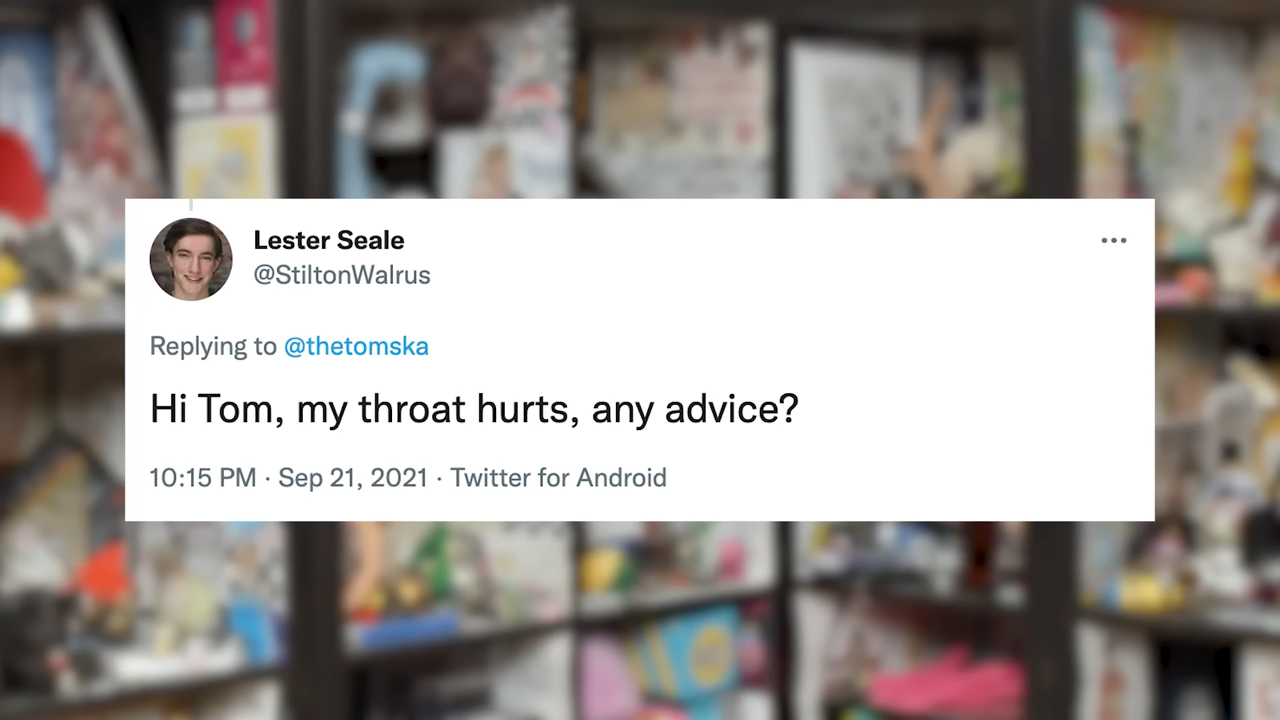 Lester Seale
@StiltonWalrus
Replying to @thetomska
Hi Tom, my throat hurts, any advice?
10:15 PM · Sep 21, 2021 · Twitter for Android